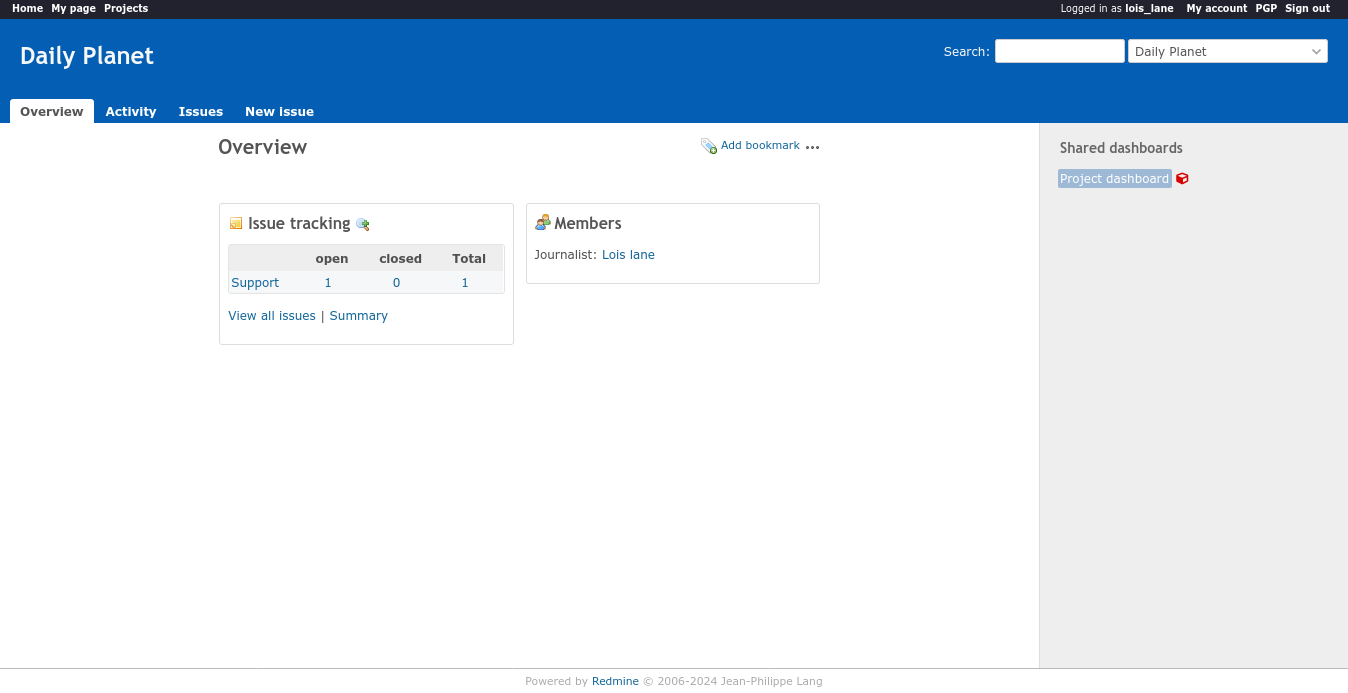 Home My page Projects
Logged in as lois_lane My account PGP Sign out
Daily Planet
Search: Daily Planet
Overview Activity Issues New issue
Overview
Add bookmark
Shared dashboards
Project dashboard
Issue tracking
open closed Total
Support 1 0 1
View all issues | Summary
Members
Journalist: Lois lane
Powered by Redmine © 2006-2024 Jean-Philippe Lang